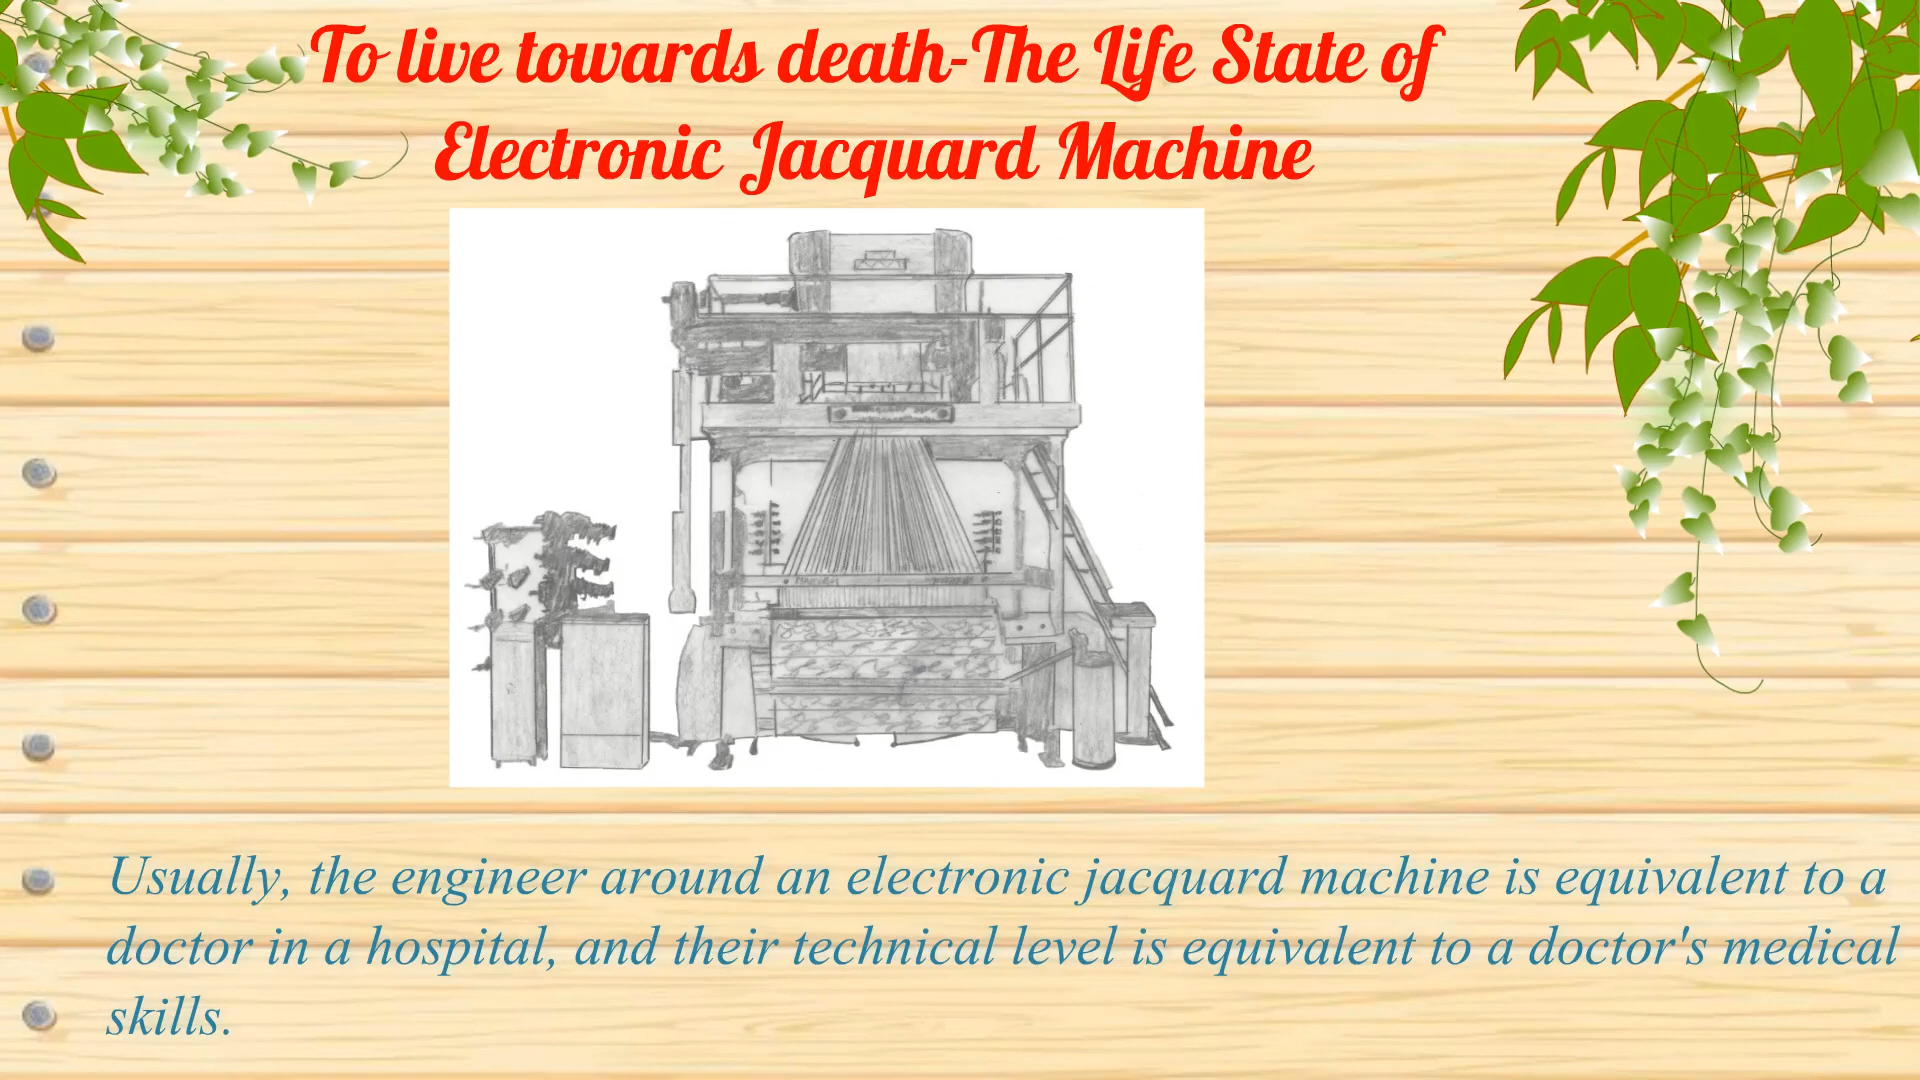 To live towards death-The Life State of
Electronic Jacquard Machine
Usually, the engineer around an electronic jacquard machine is equivalent to a
doctor in a hospital, and their technical level is equivalent to a doctor's medical
skills.